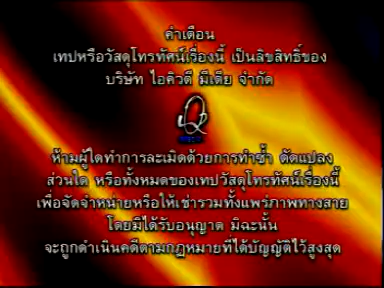 คำเตือน
เทปหรือวัสดุโทรทัศน์เรื่องนี้ เป็นลิขสิทธิ์ของ
บริษัท ไอคิวดี มีเดีย จำกัด
ห้ามผู้ใดทำการละเมิดด้วยการทำซ้ำ ดัดแปลง
ส่วนใด หรือทั้งหมดของเทปวัสดุโทรทัศน์เรื่องนี้
เพื่อจัดจำหน่ายหรือให้เช่ารวมทั้งแพร่ภาพทางสาย
โดยมิได้รับอนุญาต มิฉะนั้น
จะถูกดำเนินคดีตามกฎหมายที่ได้บัญญัติไว้สูงสุด